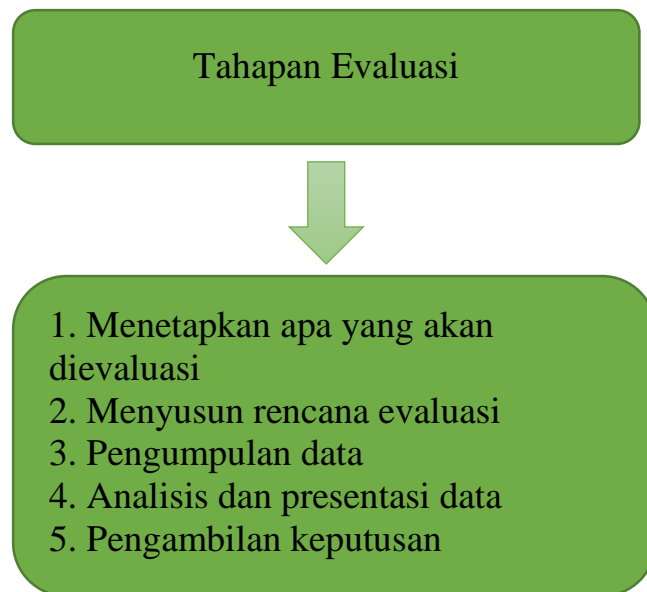 Tahapan Evaluasi
1. Menetapkan apa yang akan
dievaluasi
2. Menyusun rencana evaluasi
3. Pengumpulan data
4. Analisis dan presentasi data
5. Pengambilan keputusan